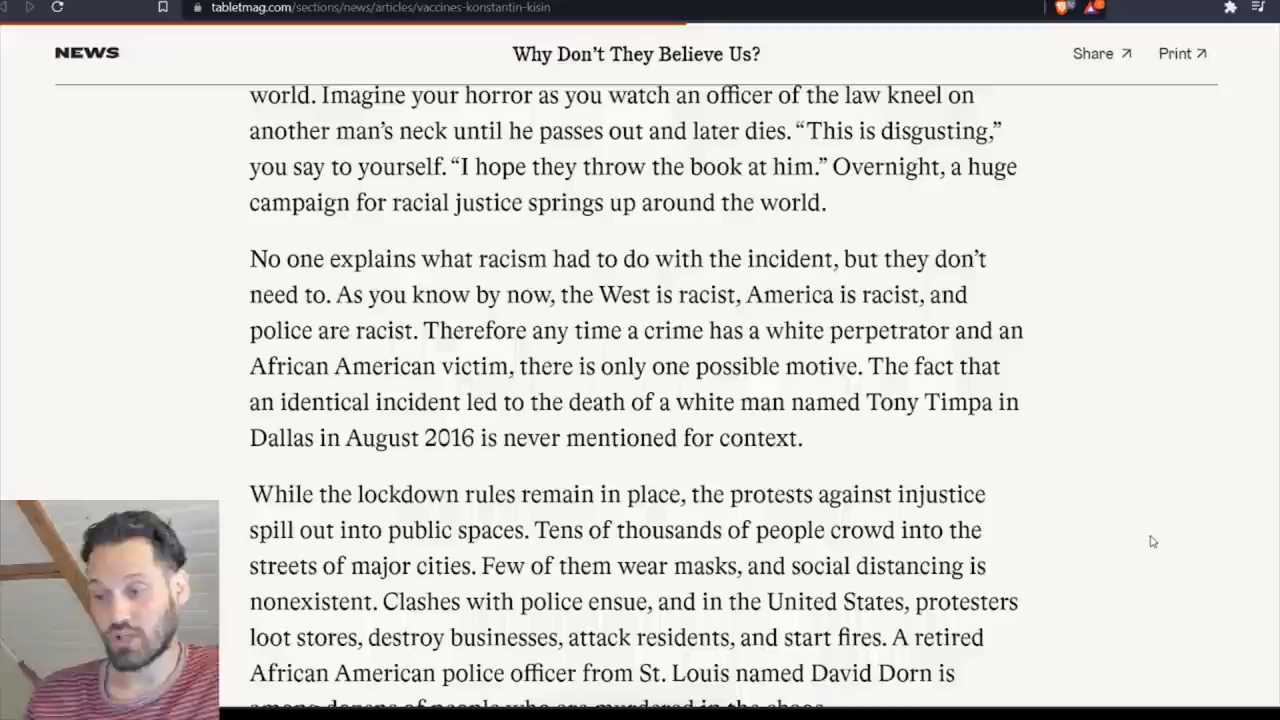 tabletmag.com/sections/news/articles/vaccines-konstantin-kisin
NEWS
Why Don't They Believe Us?
Share ↗
Print ↗
world. Imagine your horror as you watch an officer of the law kneel on
another man's neck until he passes out and later dies. “This is disgusting,”
you say to yourself. “I hope they throw the book at him.” Overnight, a huge
campaign for racial justice springs up around the world.
No one explains what racism had to do with the incident, but they don't
need to. As you know by now, the West is racist, America is racist, and
police are racist. Therefore any time a crime has a white perpetrator and an
African American victim, there is only one possible motive. The fact that
an identical incident led to the death of a white man named Tony Timpa in
Dallas in August 2016 is never mentioned for context.
While the lockdown rules remain in place, the protests against injustice
spill out into public spaces. Tens of thousands of people crowd into the
streets of major cities. Few of them wear masks, and social distancing is
nonexistent. Clashes with police ensue, and in the United States, protesters
loot stores, destroy businesses, attack residents, and start fires. A retired
African American police officer from St. Louis named David Dorn is
among dozens of people who are murdered in the chaos.